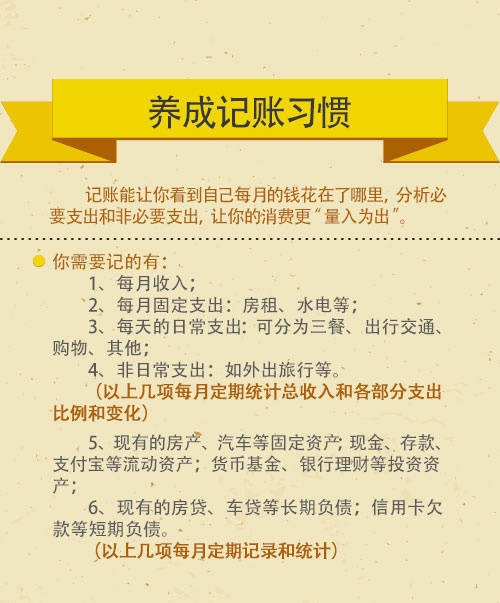 养成记账习惯
记账能让你看到自己每月的钱花在了哪里, 分析必
要支出和非必要支出, 让你的消费更“量入为出”。
你需要记的有:
1、每月收入;
2、每月固定支出: 房租、水电等;
3、每天的日常支出: 可分为三餐、出行交通、
购物、其他;
4、非日常支出: 如外出旅行等。
(以上几项每月定期统计总收入和各部分支出
比例和变化)
5、现有的房产、汽车等固定资产; 现金、存款、
支付宝等流动资产; 货币基金、银行理财等投资资
产;
6、现有的房贷、车贷等长期负债; 信用卡欠
款等短期负债。
(以上几项每月定期记录和统计)